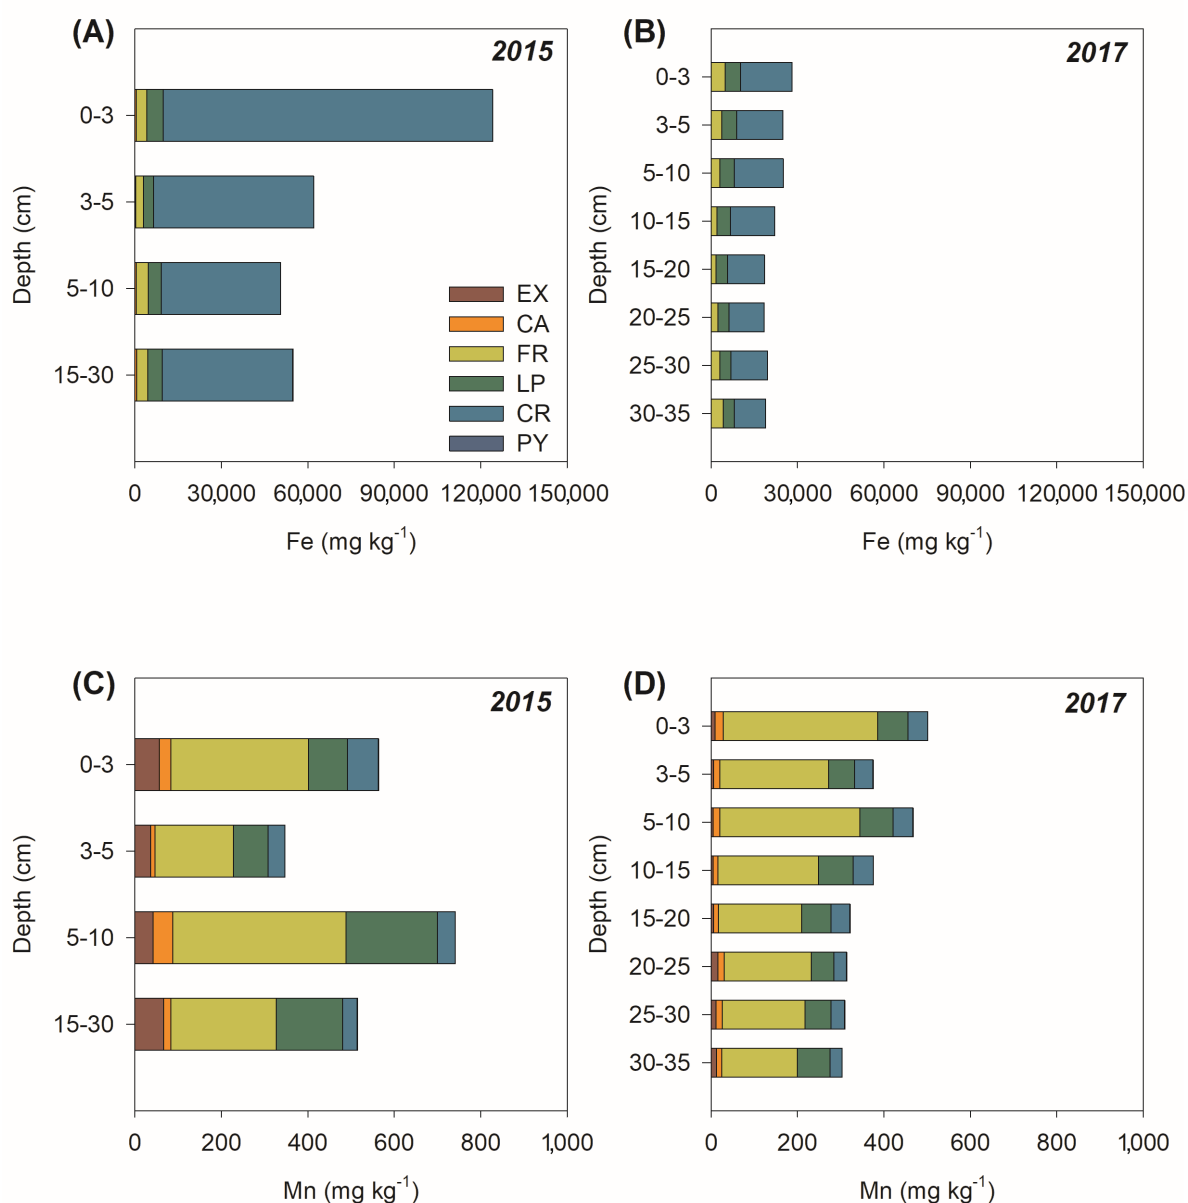 (A)
2015
Depth (cm)
0-3
3-5
5-10
15-30
EX
CA
FR
LP
CR
PY
0 30,000 60,000 90,000 120,000 150,000
Fe (mg kg⁻¹)
(B)
2017
Depth (cm)
0-3
3-5
5-10
10-15
15-20
20-25
25-30
30-35
0 30,000 60,000 90,000 120,000 150,000
Fe (mg kg⁻¹)
(C)
2015
Depth (cm)
0-3
3-5
5-10
15-30
0 200 400 600 800 1,000
Mn (mg kg⁻¹)
(D)
2017
Depth (cm)
0-3
3-5
5-10
10-15
15-20
20-25
25-30
30-35
0 200 400 600 800 1,000
Mn (mg kg⁻¹)